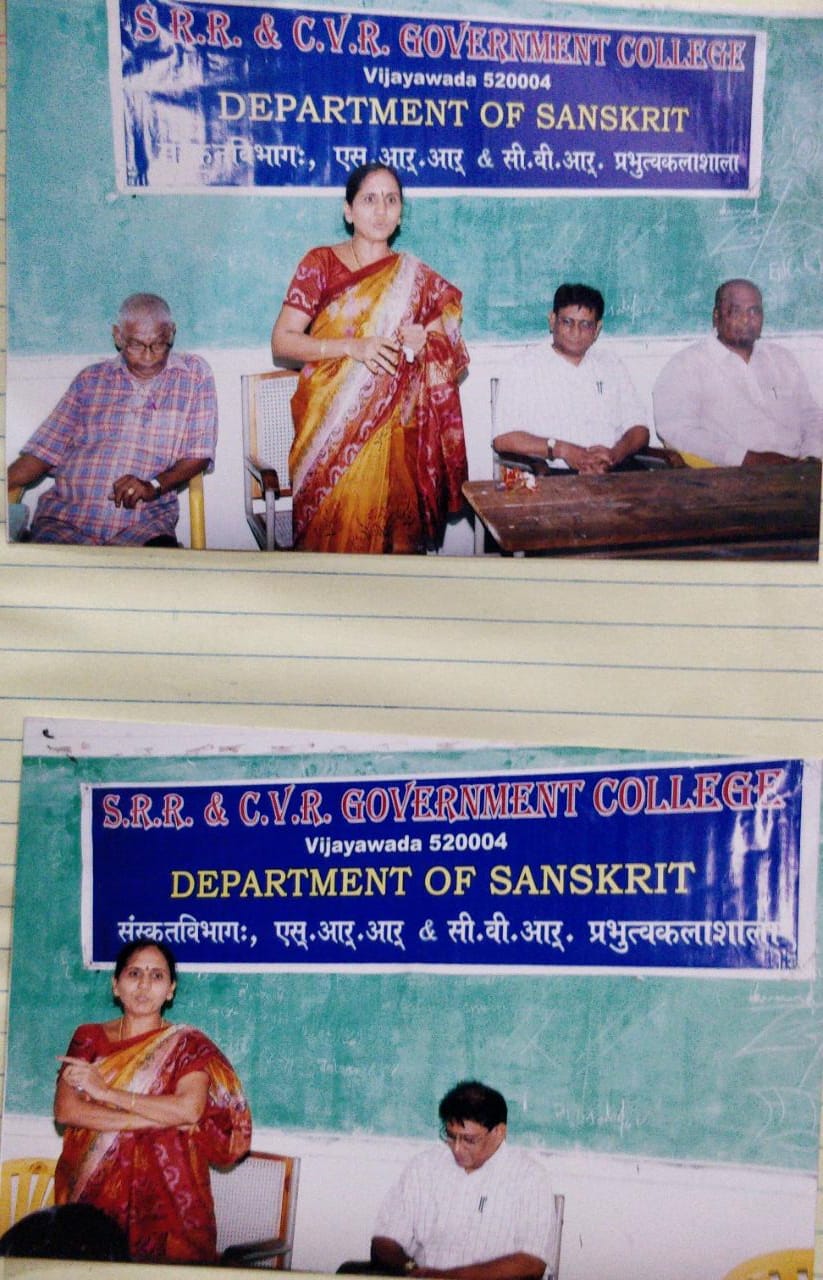 S.R.R. & C.V.R. GOVERNMENT COLLEGE
Vijayawada 520004
DEPARTMENT OF SANSKRIT
एस.आर्.आर् & सी.वी.आर्. प्रभुत्वकलाशाला
S.R.R. & C.V.R. GOVERNMENT COLLEGE
Vijayawada 520004
DEPARTMENT OF SANSKRIT
संस्कतविभागः, एस्.आर्.आर् & सी.वी.आर्. प्रभुत्वकलाशाला